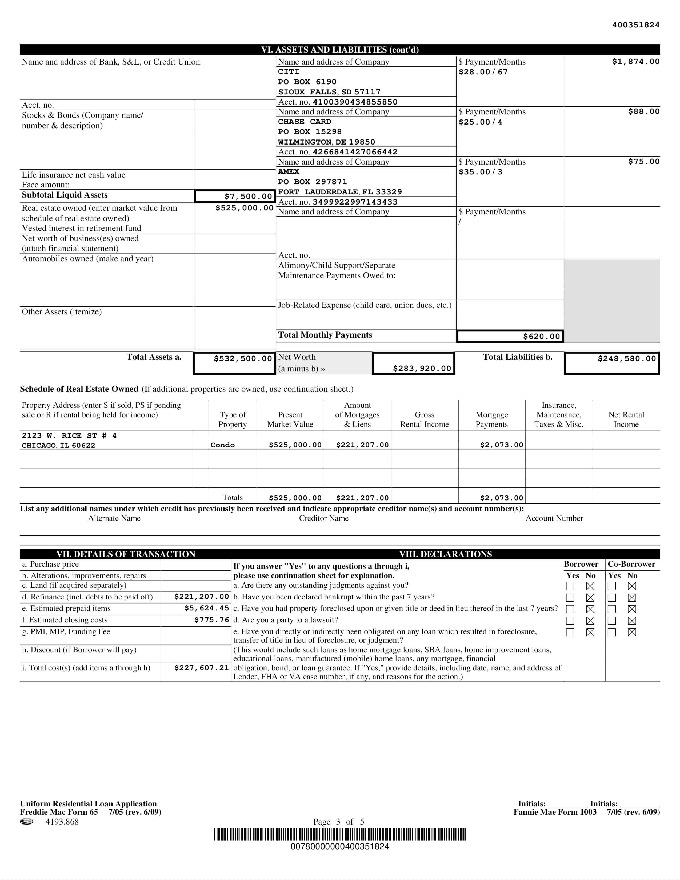 400351824
VI. ASSETS AND LIABILITIES (cont'd)
Name and address of Bank, S&L, or Credit Union
Acct. no.
Stocks & Bonds (Company name/
number & description)
Life insurance net cash value
Face amount:
Subtotal Liquid Assets $7,500.00
Real estate owned (enter market value from $525,000.00
schedule of real estate owned)
Vested interest in retirement fund
Net worth of business(es) owned
(attach financial statement)
Automobiles owned (make and year)
Other Assets (itemize)
Total Assets a. $532,500.00
Name and address of Company $ Payment/Months $1,874.00
CITI $28.00/67
PO BOX 6190
SIOUX FALLS, SD 57117
Acct. no. 4100390434855850
Name and address of Company $ Payment/Months $88.00
CHASE CARD $25.00/4
PO BOX 15298
WILMINGTON, DE 19850
Acct. no. 4266841427066442
Name and address of Company $ Payment/Months $75.00
AMEX $35.00/3
PO BOX 297871
FORT LAUDERDALE, FL 33329
Acct. no. 3499922997143433
Name and address of Company $ Payment/Months
/
Acct. no.
Alimony/Child Support/Separate
Maintenance Payments Owed to:
Job-Related Expense (child care, union dues, etc.)
Total Monthly Payments $620.00
Net Worth
(a minus b) » $283,920.00
Total Liabilities b. $248,580.00
Schedule of Real Estate Owned (If additional properties are owned, use continuation sheet.)
Property Address (enter S if sold, PS if pending
sale or R if rental being held for income)
Type of
Property
Present
Market Value
Amount
of Mortgages
& Liens
Gross
Rental Income
Mortgage
Payments
Insurance,
Maintenance,
Taxes & Misc.
Net Rental
Income
2123 W. RICE ST # 4
CHICAGO, IL 60622 Condo $525,000.00 $221,207.00 $2,073.00
Totals $525,000.00 $221,207.00 $2,073.00
List any additional names under which credit has previously been received and indicate appropriate creditor name(s) and account number(s):
Alternate Name Creditor Name Account Number
VII. DETAILS OF TRANSACTION
a. Purchase price
b. Alterations, improvements, repairs
c. Land (if acquired separately)
d. Refinance (incl. debts to be paid off) $221,207.00
e. Estimated prepaid items $5,624.45
f. Estimated closing costs $775.76
g. PMI, MIP, Funding Fee
h. Discount (if Borrower will pay)
i. Total cost(s) (add items a through h) $227,607.21
VIII. DECLARATIONS
If you answer "Yes" to any questions a through i,
please use continuation sheet for explanation.
Borrower Co-Borrower
Yes No Yes No
a. Are there any outstanding judgments against you?
b. Have you been declared bankrupt within the past 7 years?
c. Have you had property foreclosed upon or given title or deed in lieu thereof in the last 7 years?
d. Are you a party to a lawsuit?
e. Have you directly or indirectly been obligated on any loan which resulted in foreclosure,
transfer of title in lieu of foreclosure, or judgment?
(This would include such loans as home mortgage loans, SBA loans, home improvement loans,
educational loans, manufactured (mobile) home loans, any mortgage, financial
obligation, bond, or loan guarantee. If "Yes," provide details, including date, name, and address of
Lender, FHA or VA case number, if any, and reasons for the action.)
Uniform Residential Loan Application
Freddie Mac Form 65 7/05 (rev. 6/09)
4193.868
Page 3 of 5
Initials: Initials:
Fannie Mae Form 1003 7/05 (rev. 6/09)
00780000000400351824